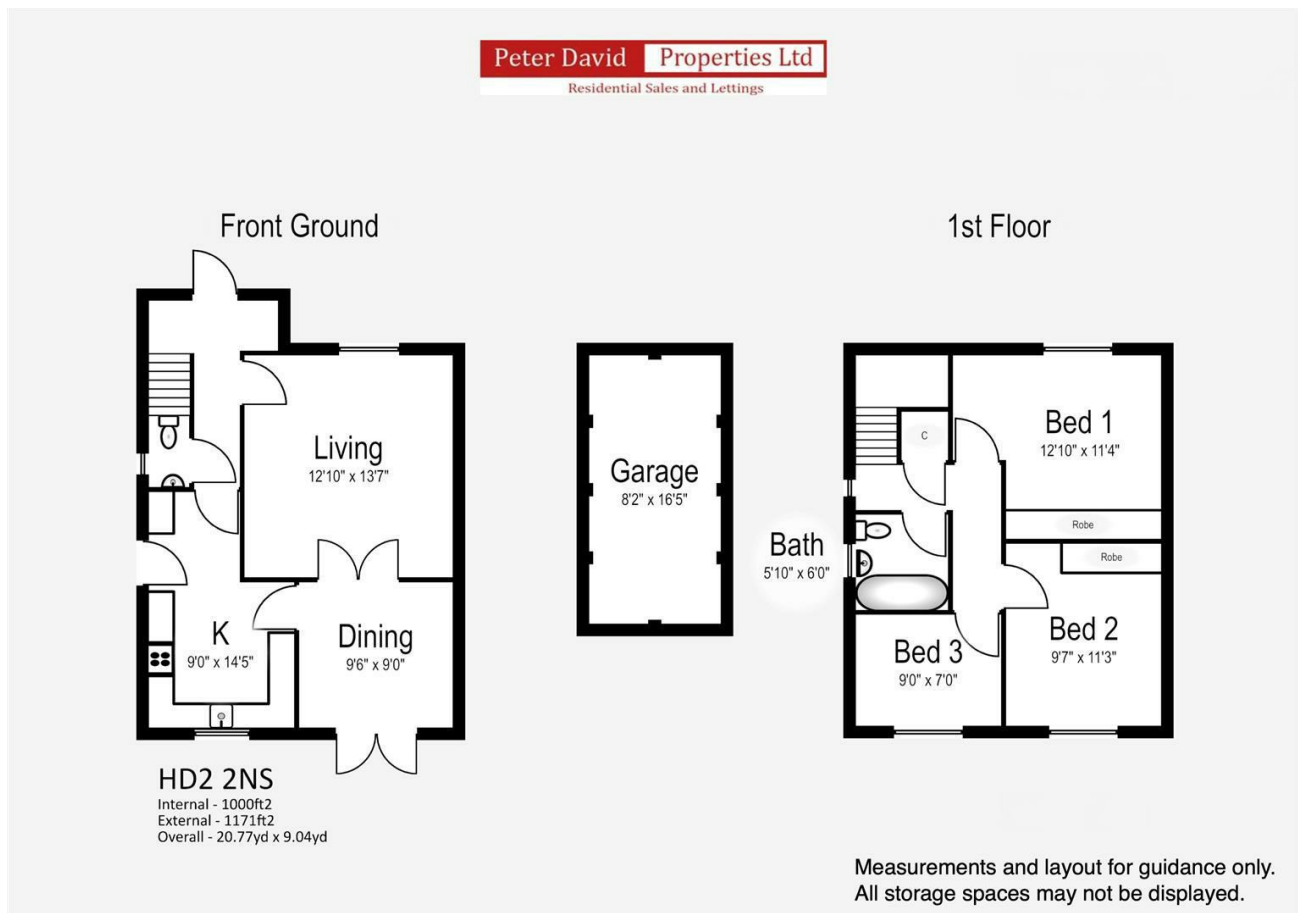 Peter David Properties Ltd
Residential Sales and Lettings
Front Ground
1st Floor
Living
12'10" x 13'7"
K
9'0" x 14'5"
Dining
9'6" x 9'0"
Garage
8'2" x 16'5"
Bath
5'10" x 6'0"
C
Bed 1
12'10" x 11'4"
Robe
Robe
Bed 2
9'7" x 11'3"
Bed 3
9'0" x 7'0"
HD2 2NS
Internal - 1000ft2
External - 1171ft2
Overall - 20.77yd x 9.04yd
Measurements and layout for guidance only.
All storage spaces may not be displayed.